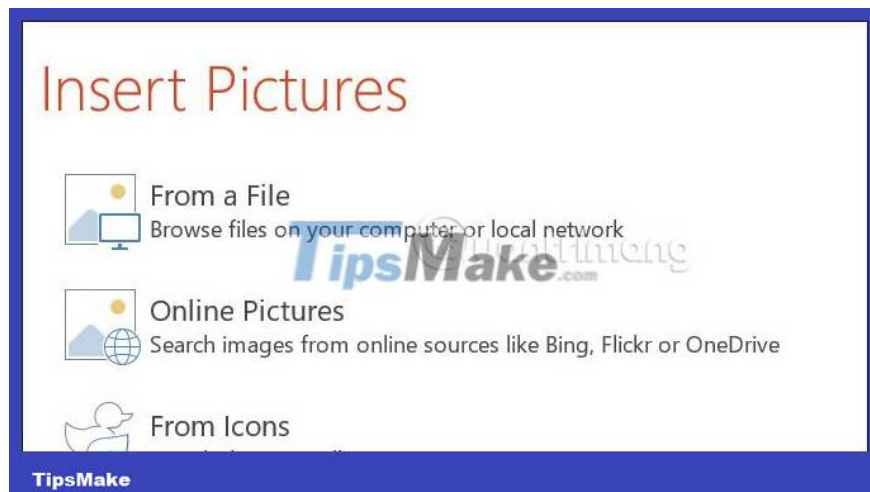 Insert Pictures
From a File
Browse files on your computer or local network
TipsMake.com
Online Pictures
Search images from online sources like Bing, Flickr or OneDrive
From Icons
TipsMake